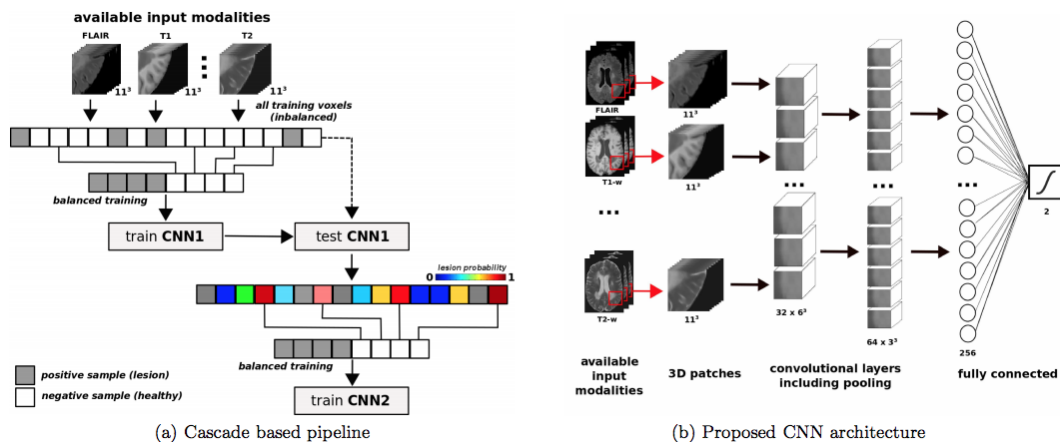 available input modalities
FLAIR
T1
T2
11³
11³
11³
all training voxels
(inbalanced)
balanced training
train CNN1
test CNN1
lesion probability
0
1
balanced training
positive sample (lesion)
negative sample (healthy)
train CNN2
(a) Cascade based pipeline
FLAIR
11³
T1-w
11³
...
...
...
...
T2-w
11³
32 x 6³
64 x 3³
256
2
available
input
modalities
3D patches
convolutional layers
including pooling
fully connected
(b) Proposed CNN architecture